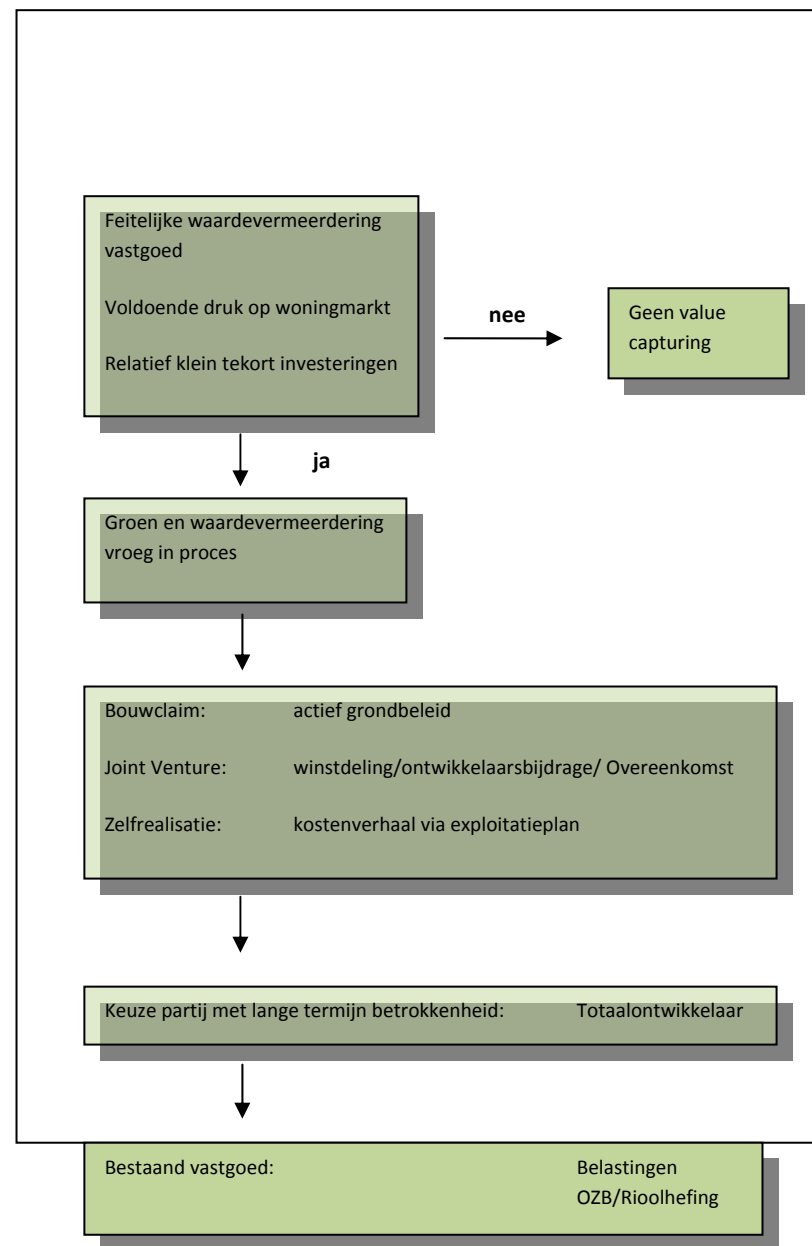 Feitelijke waardevermeerdering
vastgoed
Voldoende druk op woningmarkt
Relatief klein tekort investeringen
nee
Geen value
capturing
ja
Groen en waardevermeerdering
vroeg in proces
Bouwclaim: actief grondbeleid
Joint Venture: winstdeling/ontwikkelaarsbijdrage/ Overeenkomst
Zelfrealisatie: kostenverhaal via exploitatieplan
Keuze partij met lange termijn betrokkenheid: Totaalontwikkelaar
Bestaand vastgoed: Belastingen
OZB/Rioolheffing